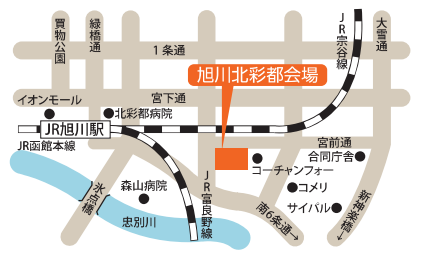 買物公園
緑橋通
JR宗谷線
大雪通
1条通
旭川北彩都会場
宮下通
イオンモール
北彩都病院
JR旭川駅
JR函館本線
宮前通
合同庁舎
コーチャンフォー
氷点橋
森山病院
忠別川
JR富良野線
コメリ
サイパル
南6条通→
新神楽橋→